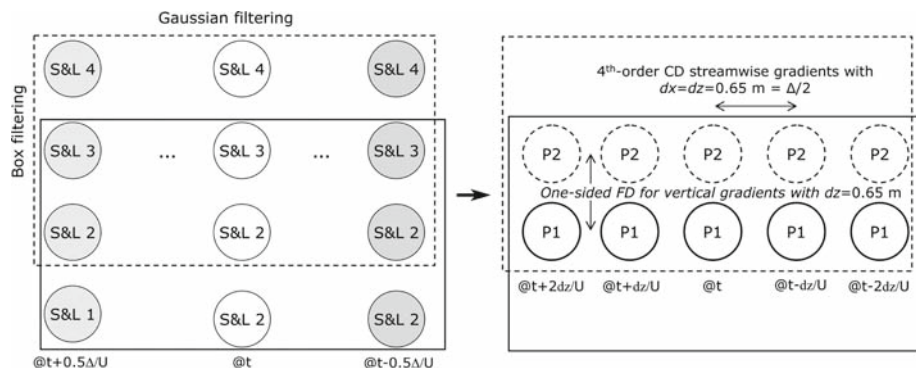 Gaussian filtering
Box filtering
S&L 4 S&L 4 S&L 4
S&L 3 ... S&L 3 ... S&L 3
S&L 2 S&L 2 S&L 2
S&L 1 S&L 2 S&L 2
@t+0.5Δ/U @t @t-0.5Δ/U
4th-order CD streamwise gradients with
dx=dz=0.65 m = Δ/2
P2 P2 P2 P2 P2
One-sided FD for vertical gradients with dz=0.65 m
P1 P1 P1 P1 P1
@t+2dz/U @t+dz/U @t @t-dz/U @t-2dz/U